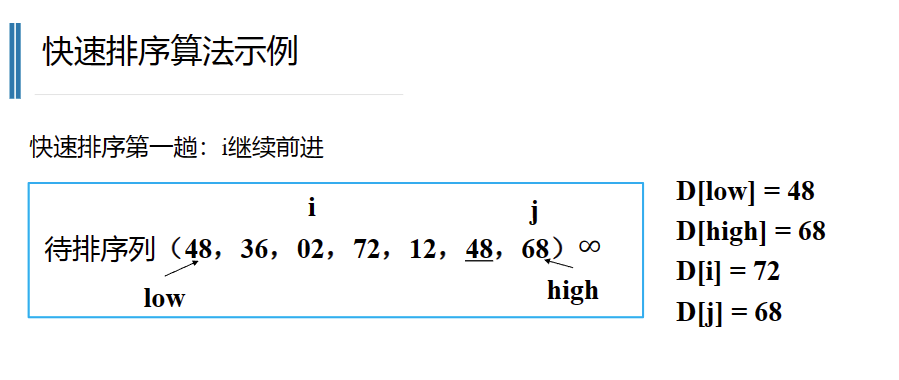 快速排序算法示例
快速排序第一趟：i继续前进
i
j
待排序列（48，36，02，72，12，48，68）∞
low
high
D[low] = 48
D[high] = 68
D[i] = 72
D[j] = 68